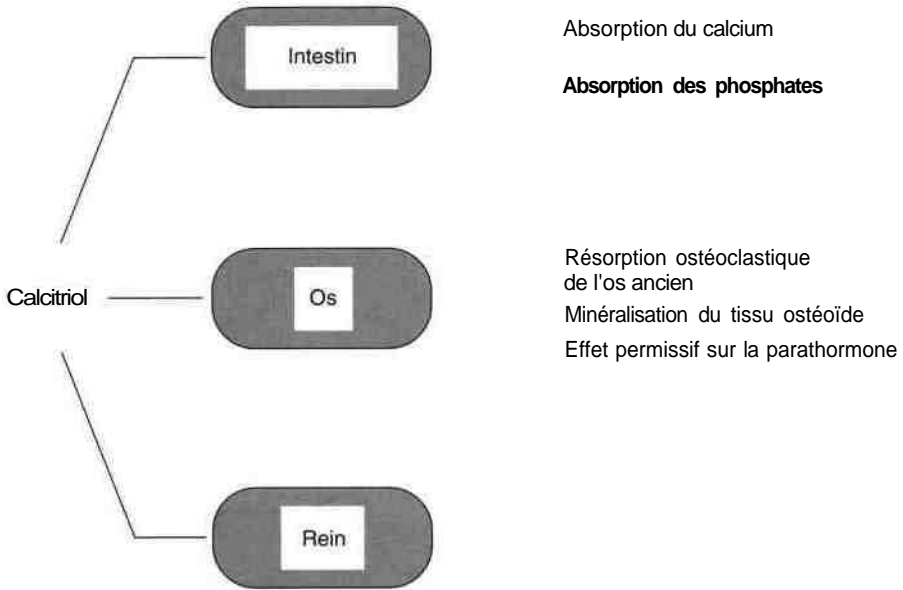 Intestin
Absorption du calcium
Absorption des phosphates
Calcitriol
Os
Résorption ostéoclastique
de l'os ancien
Minéralisation du tissu ostéoïde
Effet permissif sur la parathormone
Rein